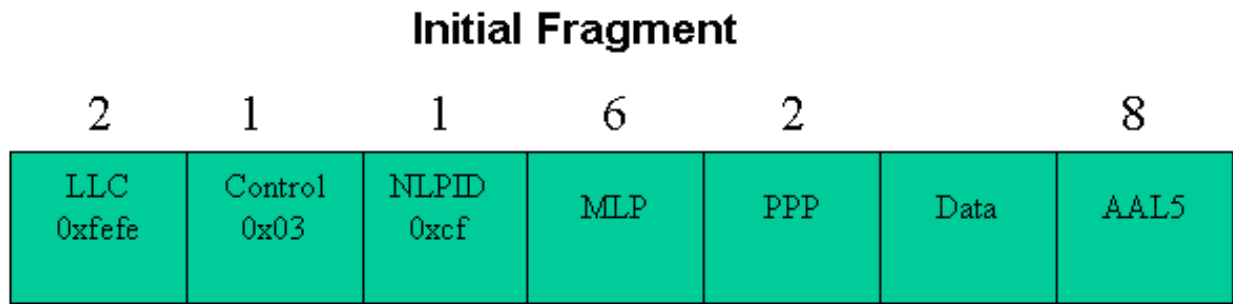 Initial Fragment
2 1 1 6 2 8
LLC Control NLPID MLP PPP Data AAL5
0xfefe 0x03 0xcf